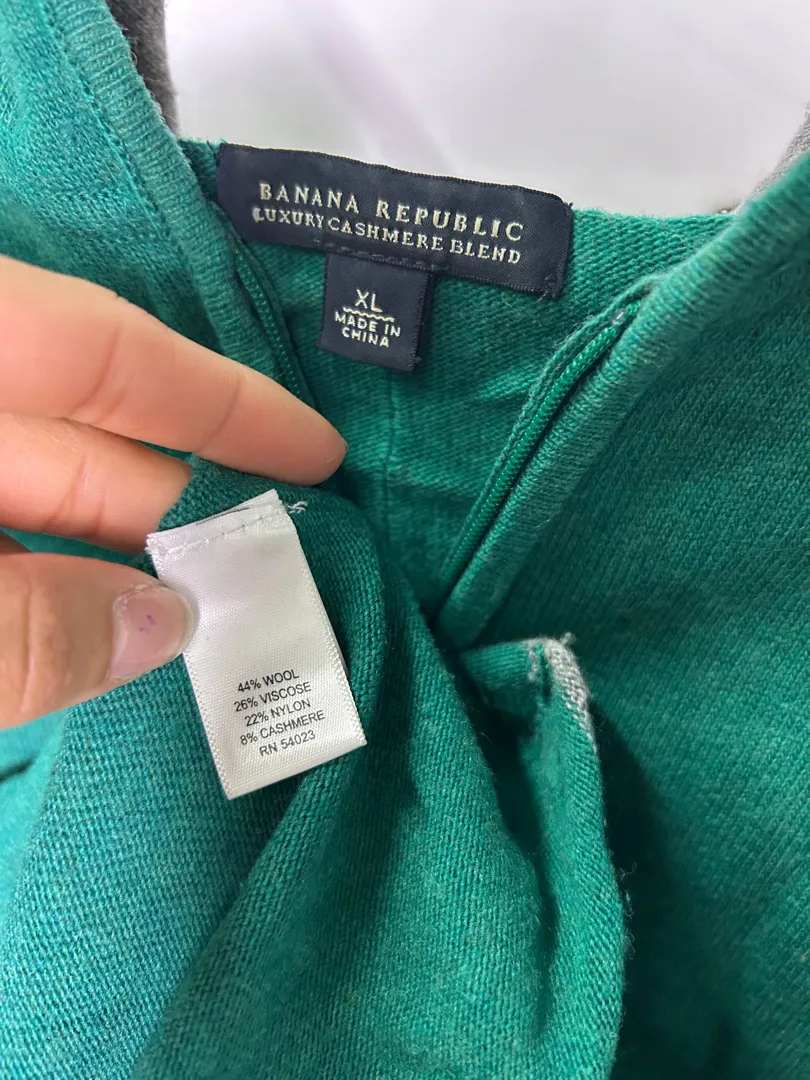 BANANA REPUBLIC
LUXURY CASHMERE BLEND
XL
MADE IN
CHINA
44% WOOL
26% VISCOSE
22% NYLON
8% CASHMERE
RN 54023